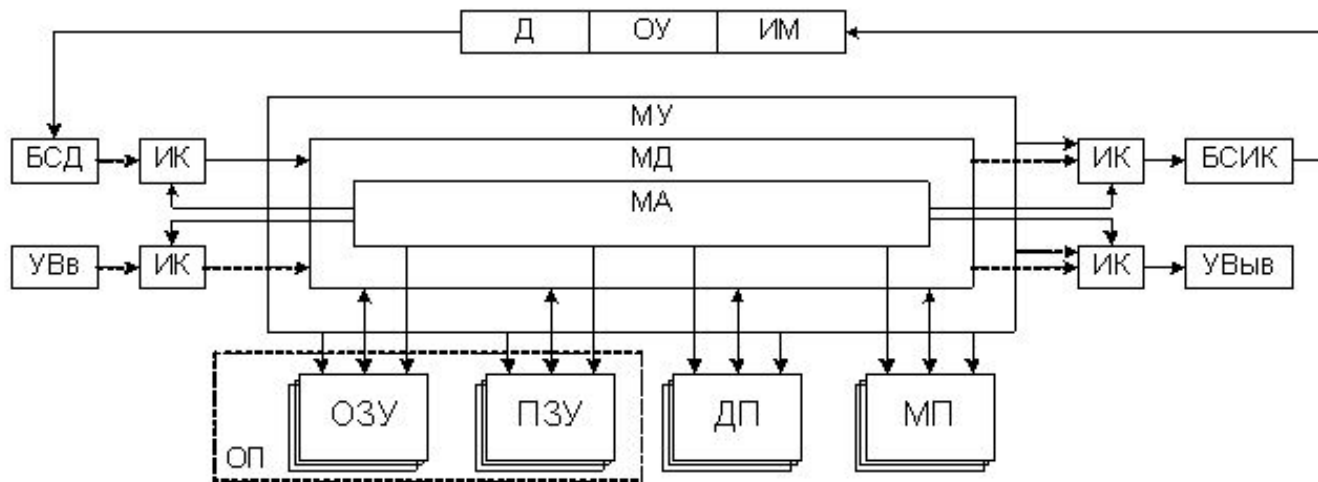 Д ОУ ИМ
МУ
БСД ИК МД ИК БСИК
МА
УВв ИК ИК УВыв
ОЗУ ПЗУ ДП МП
ОП